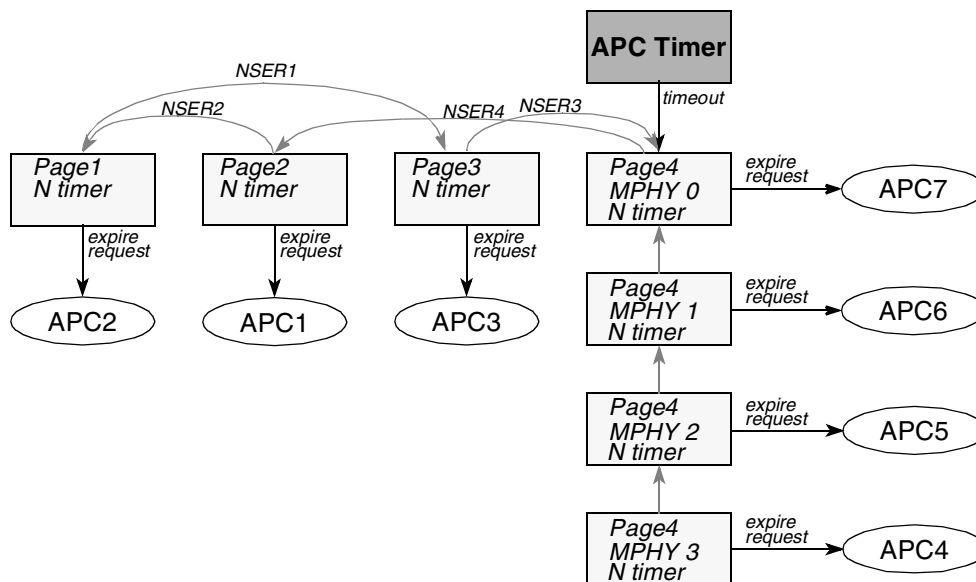 APC Timer
timeout
NSER1
NSER2
NSER4
NSER3
Page1
N timer
Page2
N timer
Page3
N timer
Page4
MPHY 0
N timer
expire
request
APC7
expire
request
expire
request
expire
request
APC2
APC1
APC3
Page4
MPHY 1
N timer
expire
request
APC6
Page4
MPHY 2
N timer
expire
request
APC5
Page4
MPHY 3
N timer
expire
request
APC4